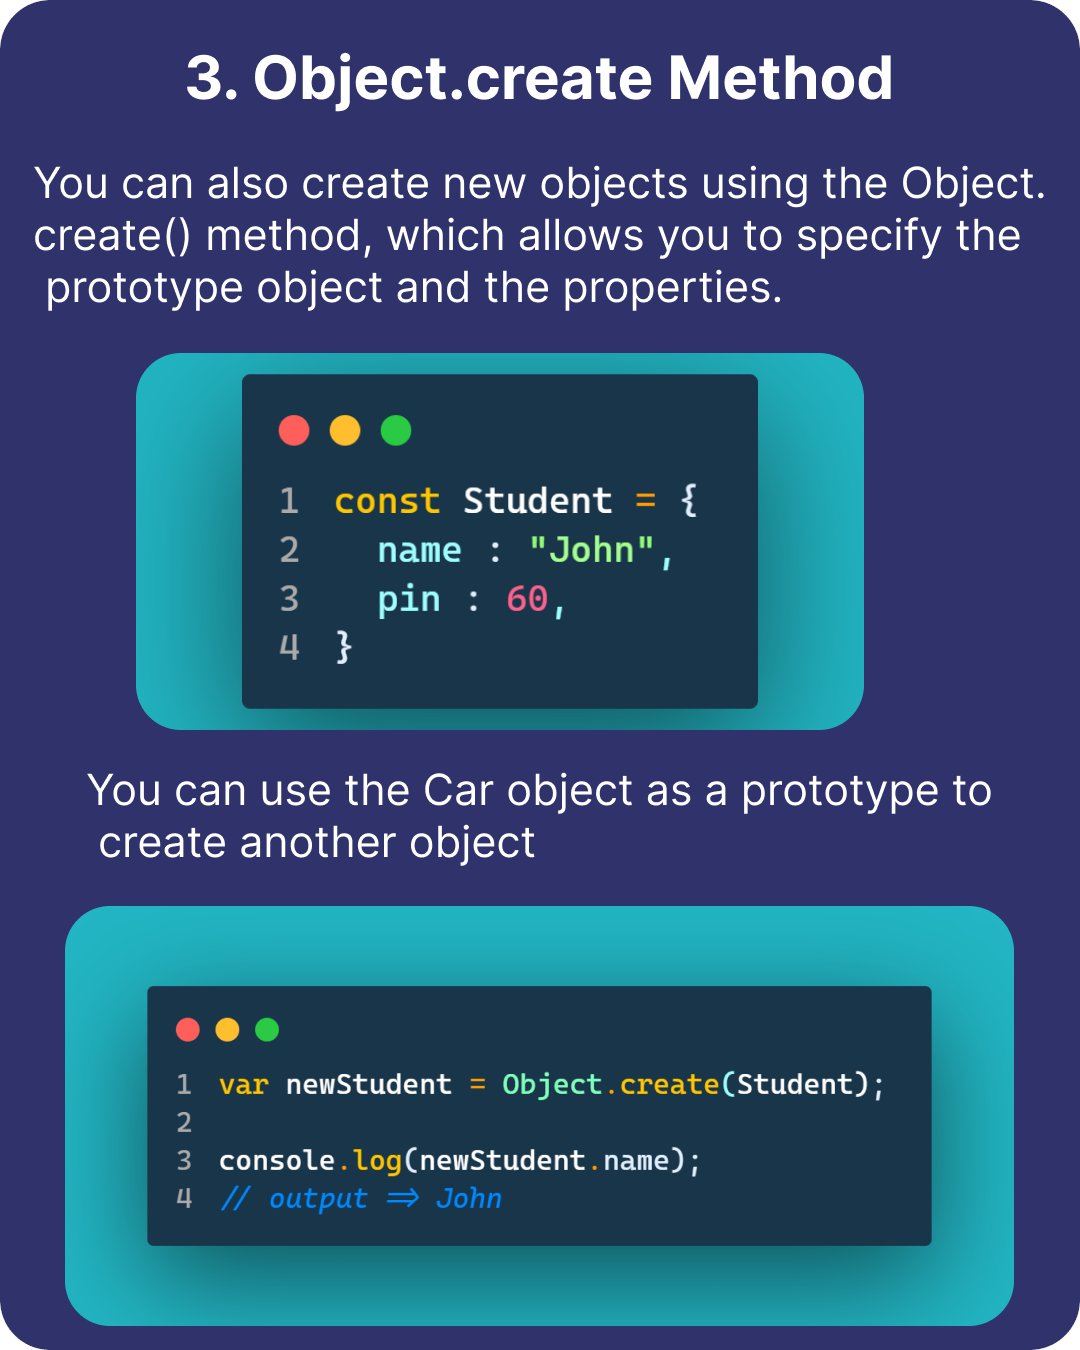 3. Object.create Method
You can also create new objects using the Object.
create() method, which allows you to specify the
prototype object and the properties.
1 const Student = {
2 name : "John",
3 pin : 60,
4 }
You can use the Car object as a prototype to
create another object
1 var newStudent = Object.create(Student);
2
3 console.log(newStudent.name);
4 // output => John